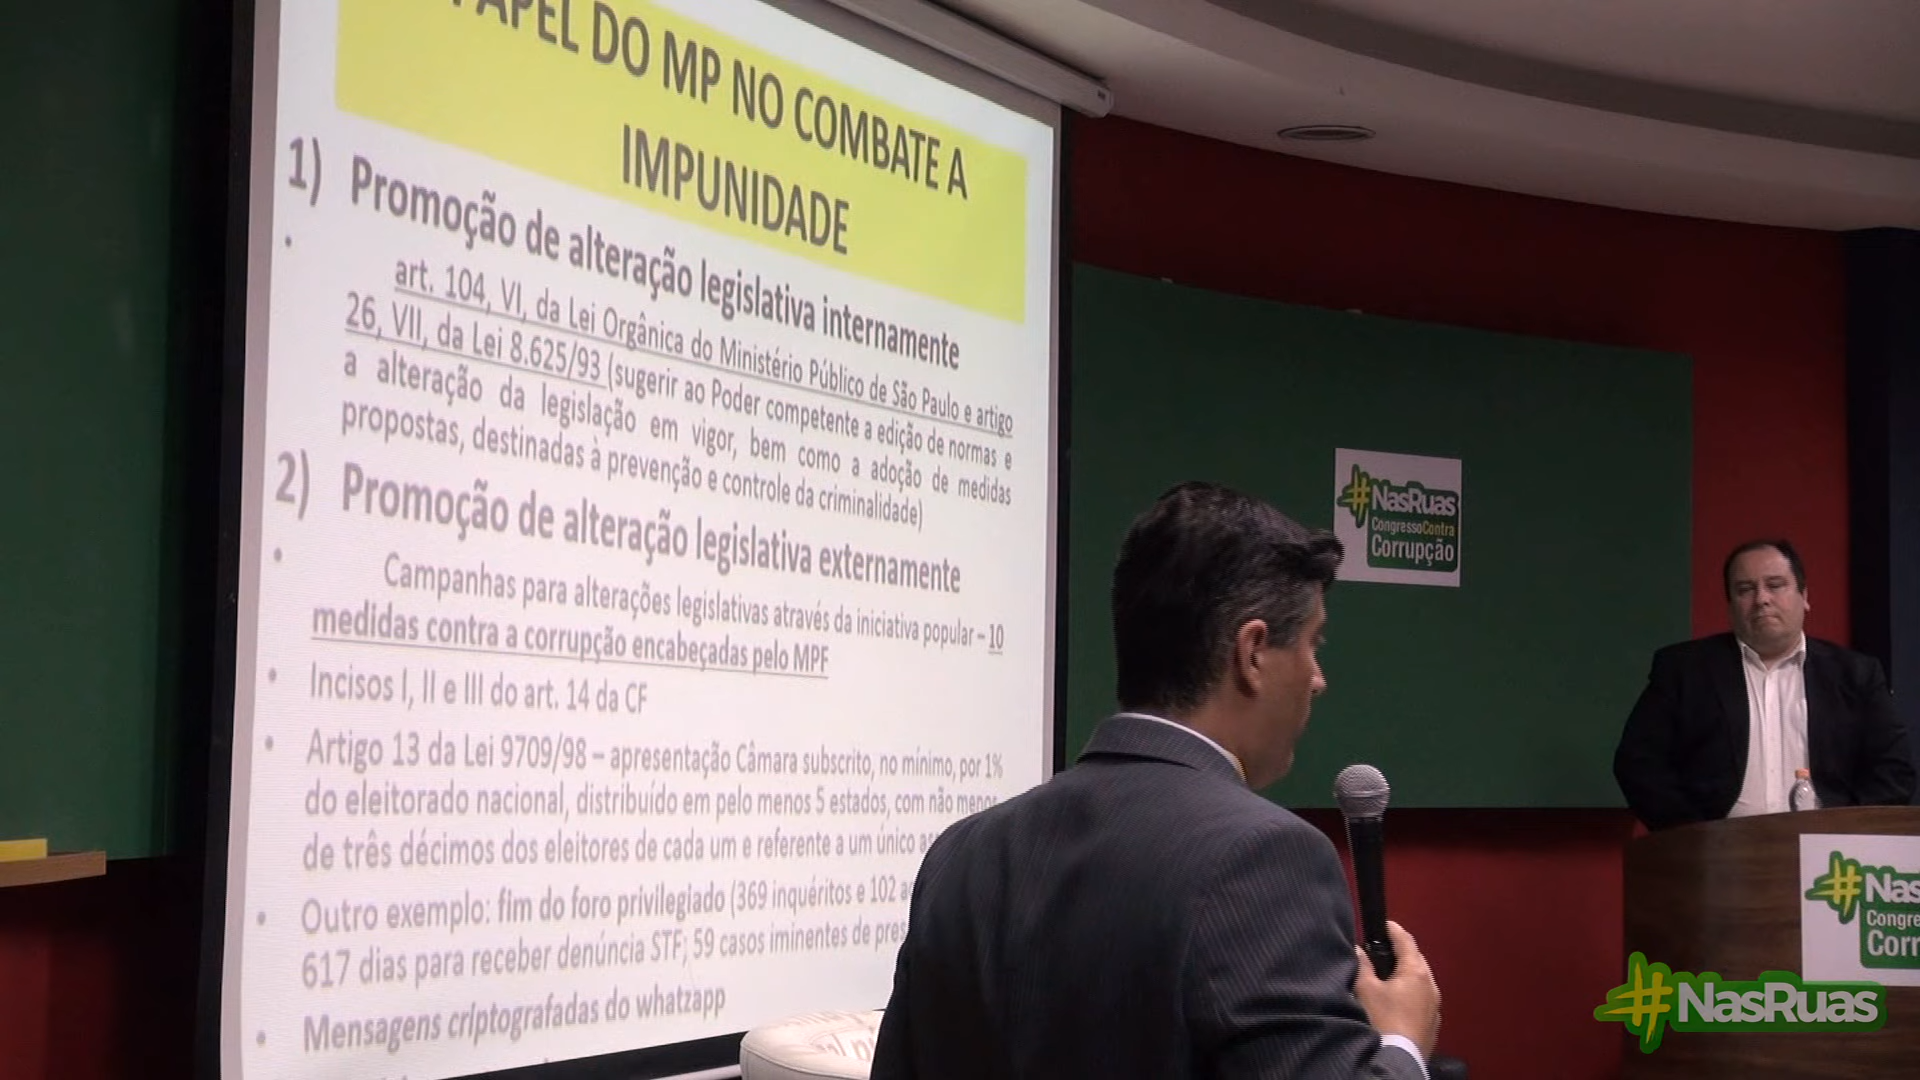 PAPEL DO MP NO COMBATE A
IMPUNIDADE
1) Promoção de alteração legislativa internamente
• art. 104, VI, da Lei Orgânica do Ministério Público de São Paulo e artigo
26, VII, da Lei 8.625/93 (sugerir ao Poder competente a edição de normas e
a alteração da legislação em vigor, bem como a adoção de medidas
propostas, destinadas à prevenção e controle da criminalidade)
2) Promoção de alteração legislativa externamente
• Campanhas para alterações legislativas através da iniciativa popular – 10
medidas contra a corrupção encabeçadas pelo MPF
• Incisos I, II e III do art. 14 da CF
• Artigo 13 da Lei 9709/98 – apresentação Câmara subscrito, no mínimo, por 1%
do eleitorado nacional, distribuído em pelo menos 5 estados, com não menos
de três décimos dos eleitores de cada um e referente a um único
• Outro exemplo: fim do foro privilegiado (369 inquéritos e 102
617 dias para receber denúncia STF; 59 casos iminentes de
• Mensagens criptografadas do whatzapp
#NasRuas
CongressoContra
Corrupção
#Nas
Congre
Corr
#NasRuas